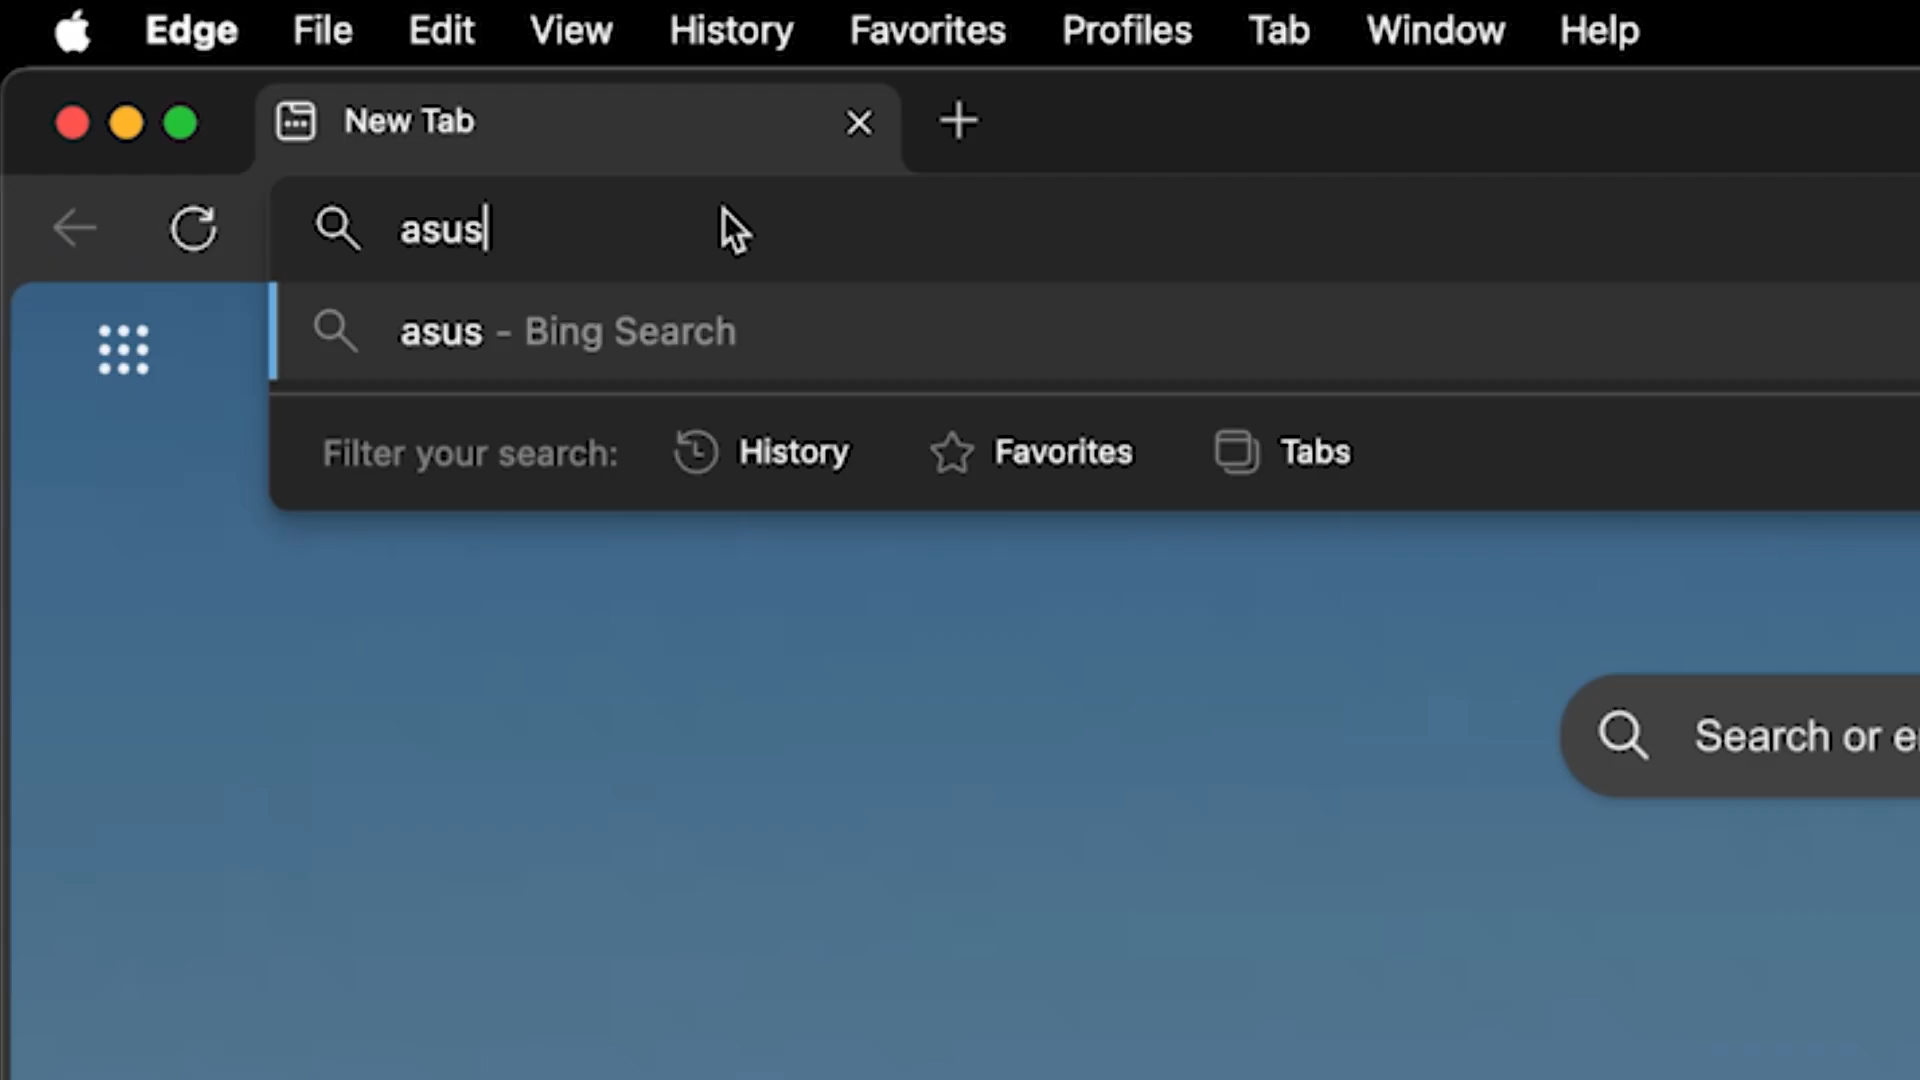 Edge File Edit View History Favorites Profiles Tab Window Help
New Tab
asus
asus - Bing Search
Filter your search: History Favorites Tabs
Search or